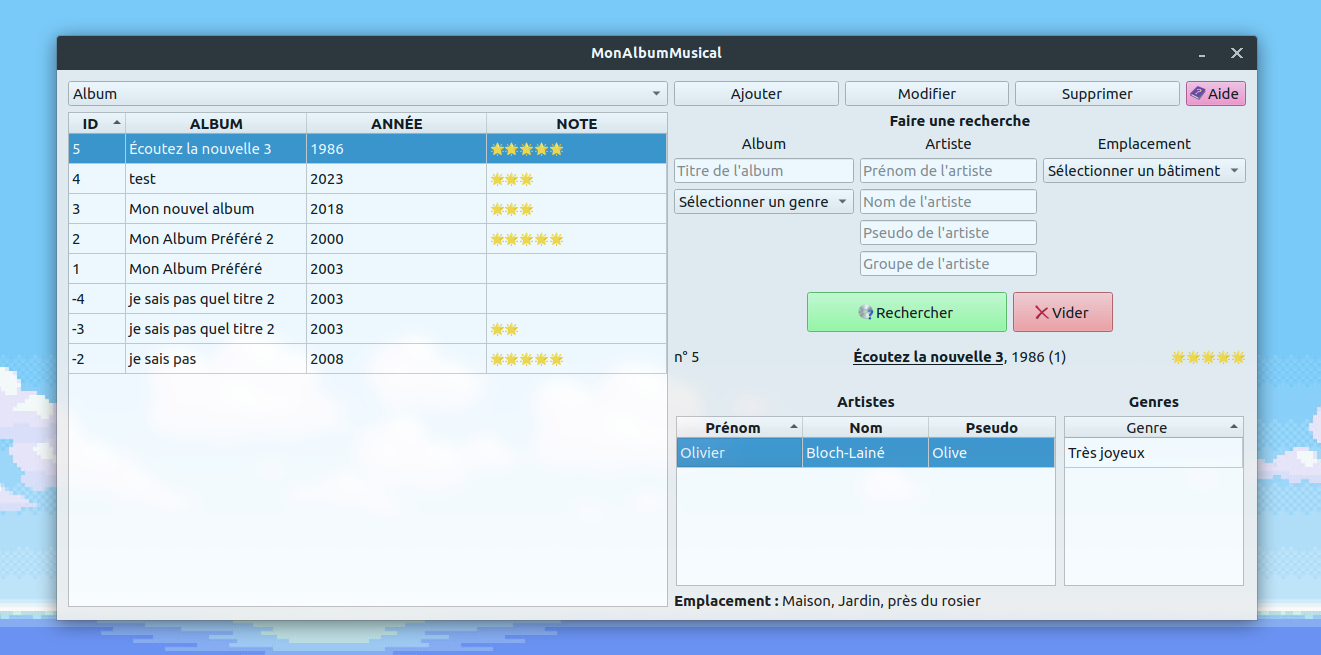 MonAlbumMusical
Album
Ajouter
Modifier
Supprimer
Aide
ID ALBUM ANNÉE NOTE
5 Écoutez la nouvelle 3 1986
4 test 2023
3 Mon nouvel album 2018
2 Mon Album Préféré 2 2000
1 Mon Album Préféré 2003
-4 je sais pas quel titre 2 2003
-3 je sais pas quel titre 2 2003
-2 je sais pas 2008
Faire une recherche
Album Artiste Emplacement
Titre de l'album Prénom de l'artiste Sélectionner un bâtiment
Sélectionner un genre Nom de l'artiste
Pseudo de l'artiste
Groupe de l'artiste
Rechercher Vider
n° 5 Écoutez la nouvelle 3, 1986 (1)
Artistes Genres
Prénom Nom Pseudo Genre
Olivier Bloch-Lainé Olive Très joyeux
Emplacement : Maison, Jardin, près du rosier